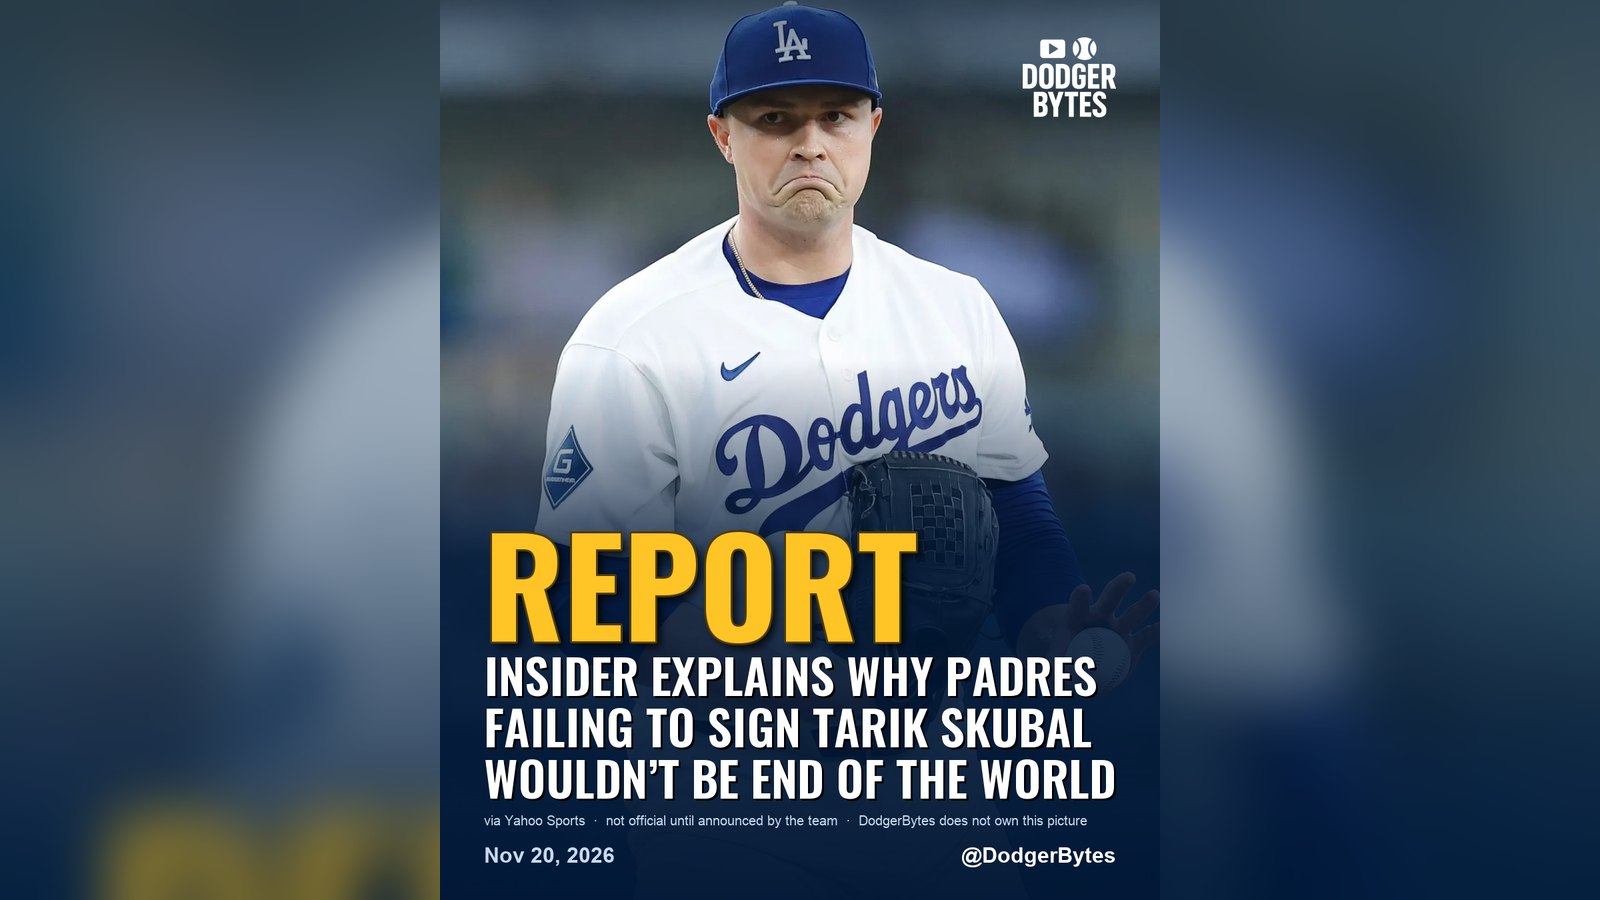 LA
DODGER
BYTES
Dodgers
G
REPORT
INSIDER EXPLAINS WHY PADRES
FAILING TO SIGN TARIK SKUBAL
WOULDN’T BE END OF THE WORLD
via Yahoo Sports · not official until announced by the team · DodgerBytes does not own this picture
Nov 20, 2026
@DodgerBytes